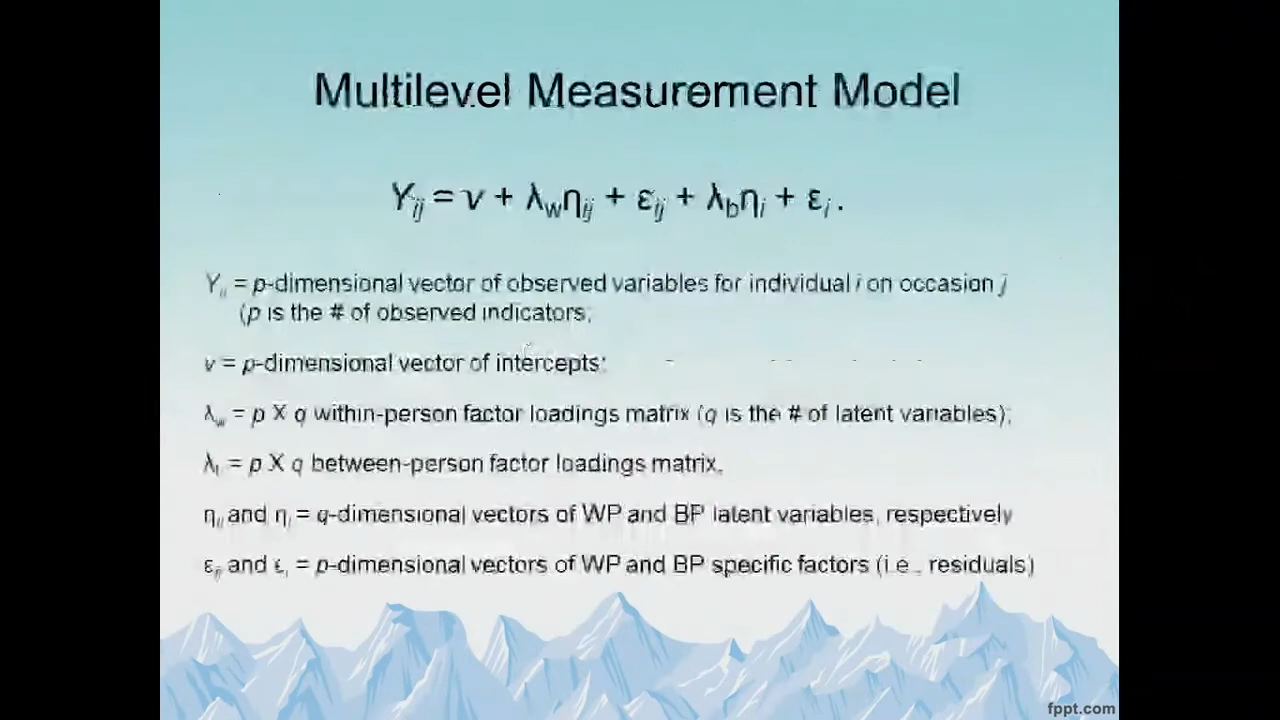 Multilevel Measurement Model
Yij = ν + λwηij + εij + λbηi + εi.
Yij = p-dimensional vector of observed variables for individual i on occasion j
(p is the # of observed indicators;
ν = p-dimensional vector of intercepts;
λw = p X q within-person factor loadings matrix (q is the # of latent variables);
λb = p X q between-person factor loadings matrix.
ηij and ηi = q-dimensional vectors of WP and BP latent variables, respectively
εij and εi = p-dimensional vectors of WP and BP specific factors (i.e., residuals)
fppt.com